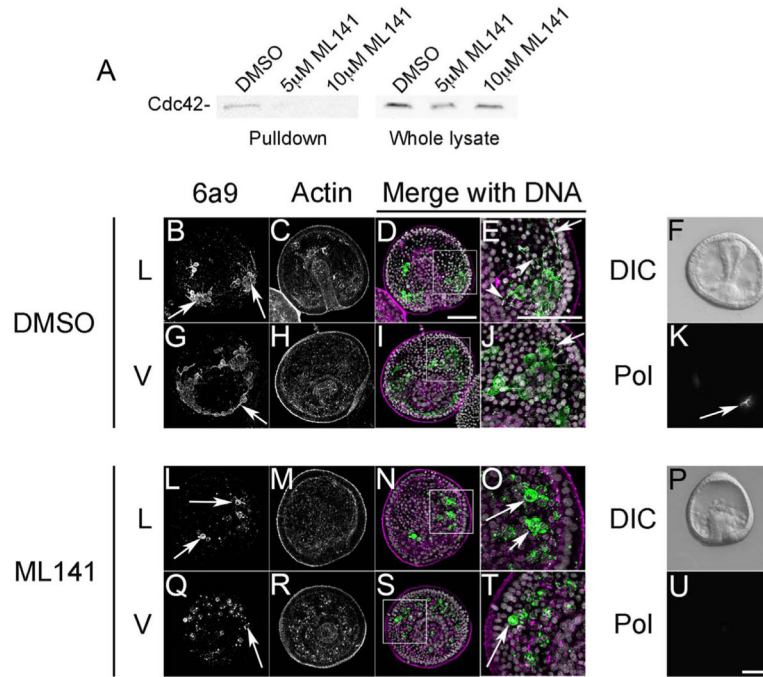 A
DMSO
5μM ML141
10μM ML141
DMSO
5μM ML141
10μM ML141
Cdc42-
Pulldown
Whole lysate
6a9 Actin Merge with DNA
DMSO
L
B C D E
DIC
F
V
G H I J
Pol
K
ML141
L
L M N O
DIC
P
V
Q R S T
Pol
U